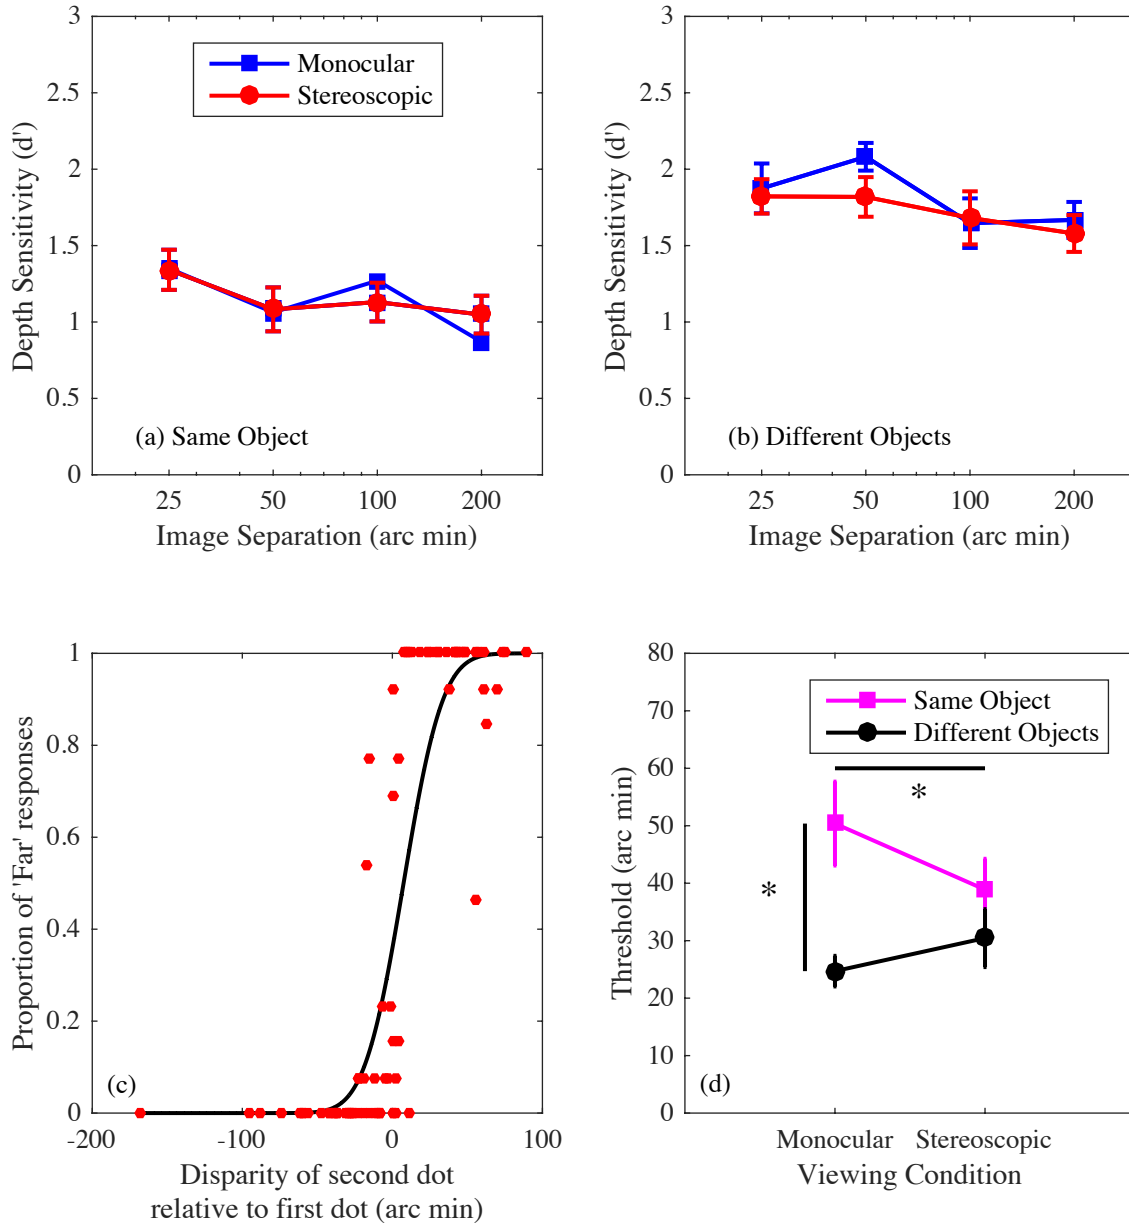 3
2.5
2
1.5
1
0.5
0
Depth Sensitivity (d')
Monocular
Stereoscopic
(a) Same Object
25 50 100 200
Image Separation (arc min)
3
2.5
2
1.5
1
0.5
0
Depth Sensitivity (d')
(b) Different Objects
25 50 100 200
Image Separation (arc min)
1
0.8
0.6
0.4
0.2
0
Proportion of 'Far' responses
(c)
-200 -100 0 100
Disparity of second dot
relative to first dot (arc min)
80
70
60
50
40
30
20
10
0
Threshold (arc min)
Same Object
Different Objects
*
*
(d)
Monocular Stereoscopic
Viewing Condition